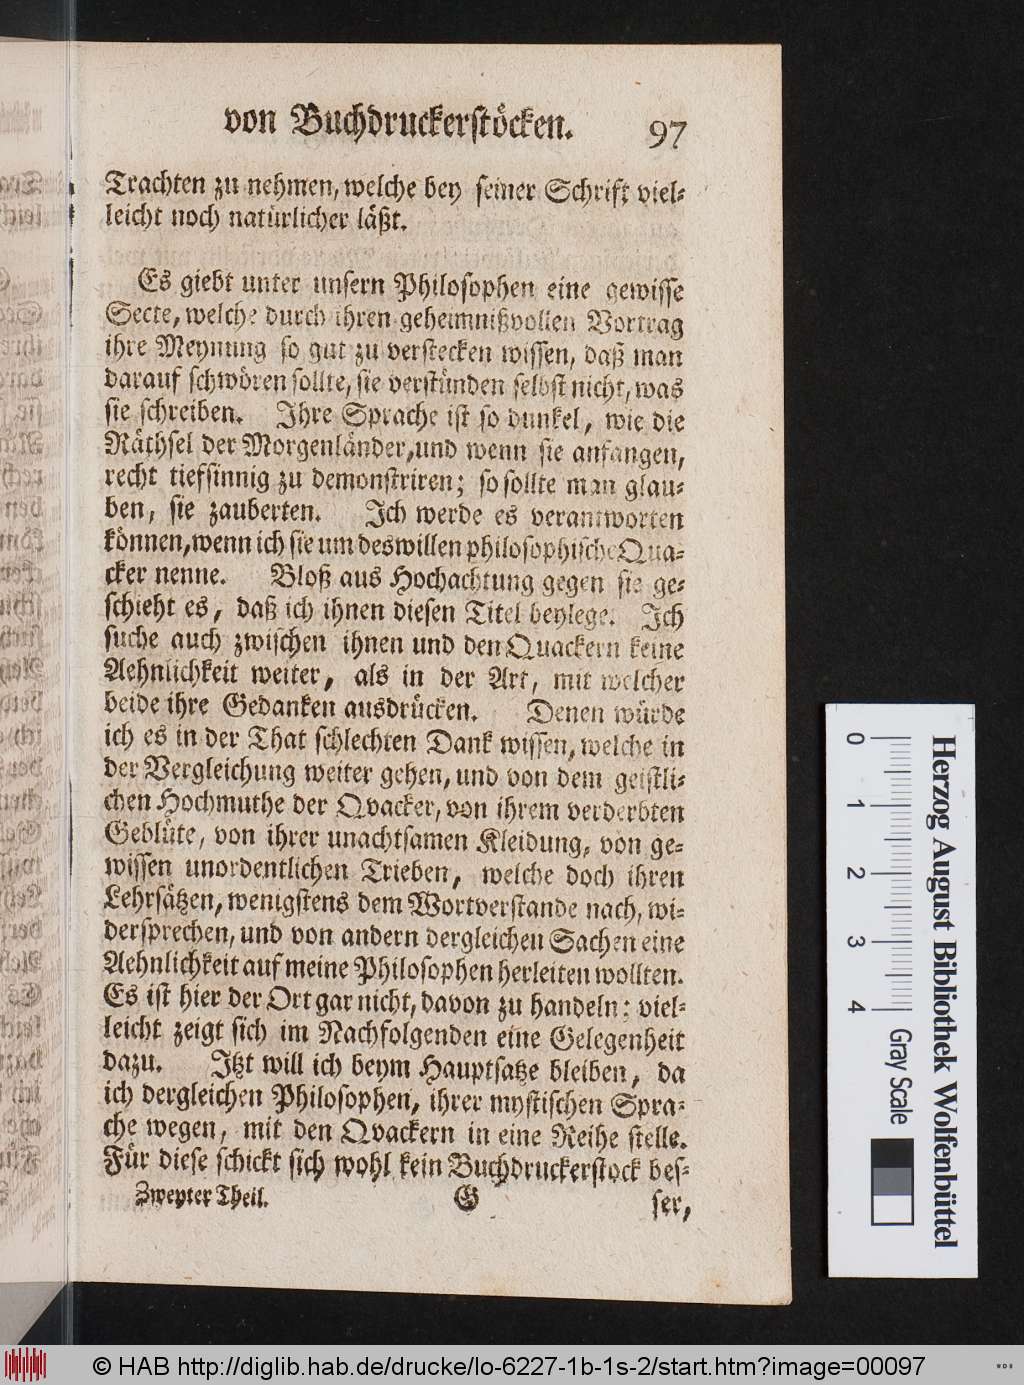 von Buchdruckerstöcken. 97
Trachten zu nehmen, welche bey seiner Schrift viel-
leicht noch natürlicher läßt.
Es giebt unter unsern Philosophen eine gewisse
Secte, welche durch ihren geheimnißvollen Vortrag
ihre Meynung so gut zu verstecken wissen, daß man
darauf schwören sollte, sie verstünden selbst nicht, was
sie schreiben. Ihre Sprache ist so dunkel, wie die
Räthsel der Morgenländer, und wenn sie anfangen,
recht tiefsinnig zu demonstriren; so sollte man glau-
ben, sie zauberten. Ich werde es verantworten
können, wenn ich sie um deswillen philosophische Qua-
cker nenne. Bloß aus Hochachtung gegen sie ge-
schieht es, daß ich ihnen diesen Titel beylege. Ich
suche auch zwischen ihnen und den Quackern keine
Aehnlichkeit weiter, als in der Art, mit welcher
beide ihre Gedanken ausdrücken. Denen würde
ich es in der That schlechten Dank wissen, welche in
der Vergleichung weiter gehen, und von dem geistli-
chen Hochmuthe der Qvacker, von ihrem verderbten
Geblüte, von ihrer unachtsamen Kleidung, von ge-
wissen unordentlichen Trieben, welche doch ihren
Lehrsätzen, wenigstens dem Wortverstande nach, wi-
dersprechen, und von andern dergleichen Sachen eine
Aehnlichkeit auf meine Philosophen herleiten wollten.
Es ist hier der Ort gar nicht, davon zu handeln; viel-
leicht zeigt sich im Nachfolgenden eine Gelegenheit
dazu. Itzt will ich beym Hauptsatze bleiben, da
ich dergleichen Philosophen, ihrer mystischen Spra-
che wegen, mit den Qvackern in eine Reihe stelle.
Für diese schickt sich wohl kein Buchdruckerstock bes-
Zweyter Theil. G ser,
0 1 2 3 4 Gray Scale
Herzog August Bibliothek Wolfenbüttel
© HAB http://diglib.hab.de/drucke/lo-6227-1b-1s-2/start.htm?image=00097